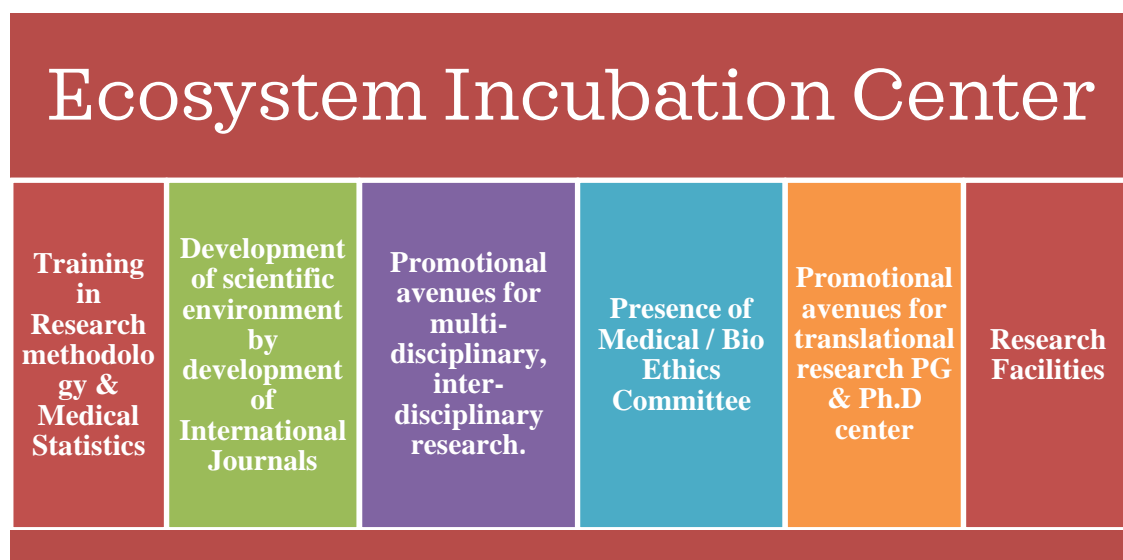 Ecosystem Incubation Center
Training
in
Research
methodolo
gy &
Medical
Statistics
Development
of scientific
environment
by
development
of
International
Journals
Promotional
avenues for
multi-
disciplinary,
inter-
disciplinary
research.
Presence of
Medical / Bio
Ethics
Committee
Promotional
avenues for
translational
research PG
& Ph.D
center
Research
Facilities